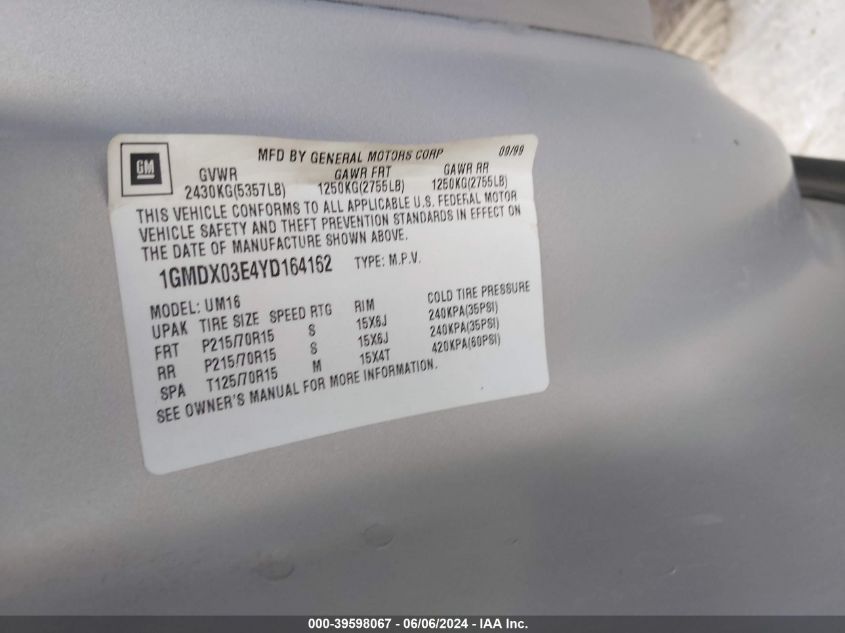 GM
MFD BY GENERAL MOTORS CORP 09/99
GVWR GAWR FRT GAWR RR
2430KG(5357LB) 1250KG(2755LB) 1250KG(2755LB)
THIS VEHICLE CONFORMS TO ALL APPLICABLE U.S. FEDERAL MOTOR
VEHICLE SAFETY AND THEFT PREVENTION STANDARDS IN EFFECT ON
THE DATE OF MANUFACTURE SHOWN ABOVE.
1GMDX03E4YD164162 TYPE: M.P.V.
MODEL: UM16
UPAK TIRE SIZE SPEED RTG RIM COLD TIRE PRESSURE
FRT P215/70R15 S 15X6J 240KPA(35PSI)
RR P215/70R15 S 15X6J 240KPA(35PSI)
SPA T125/70R15 M 15X4T 420KPA(60PSI)
SEE OWNER'S MANUAL FOR MORE INFORMATION.
000-39598067 - 06/06/2024 - IAA Inc.